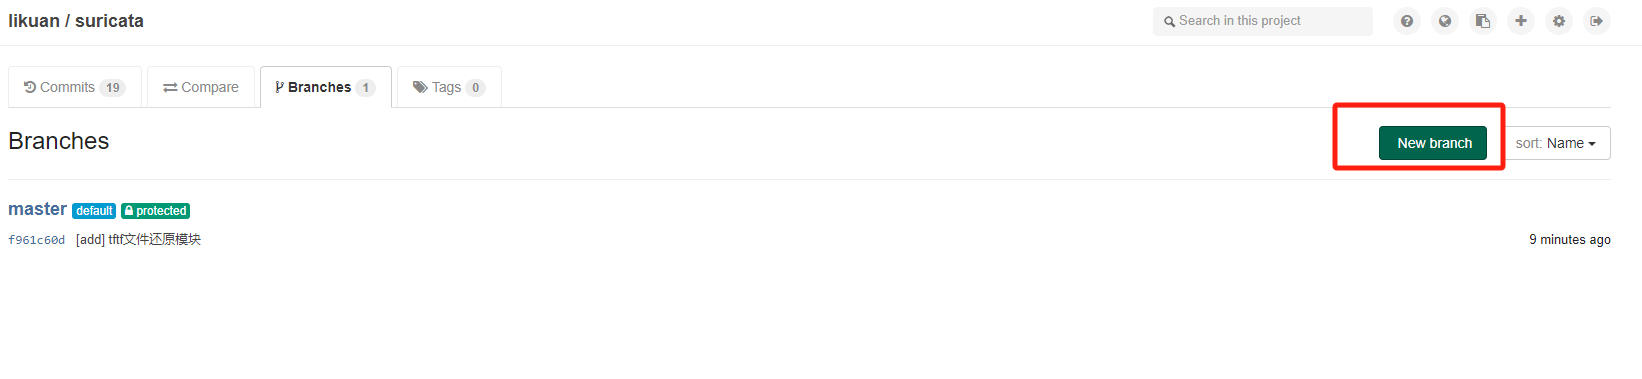 likuan / suricata
Search in this project
Commits 19
Compare
Branches 1
Tags 0
Branches
New branch
sort: Name
master default protected
f961c60d [add] tftf文件还原模块
9 minutes ago